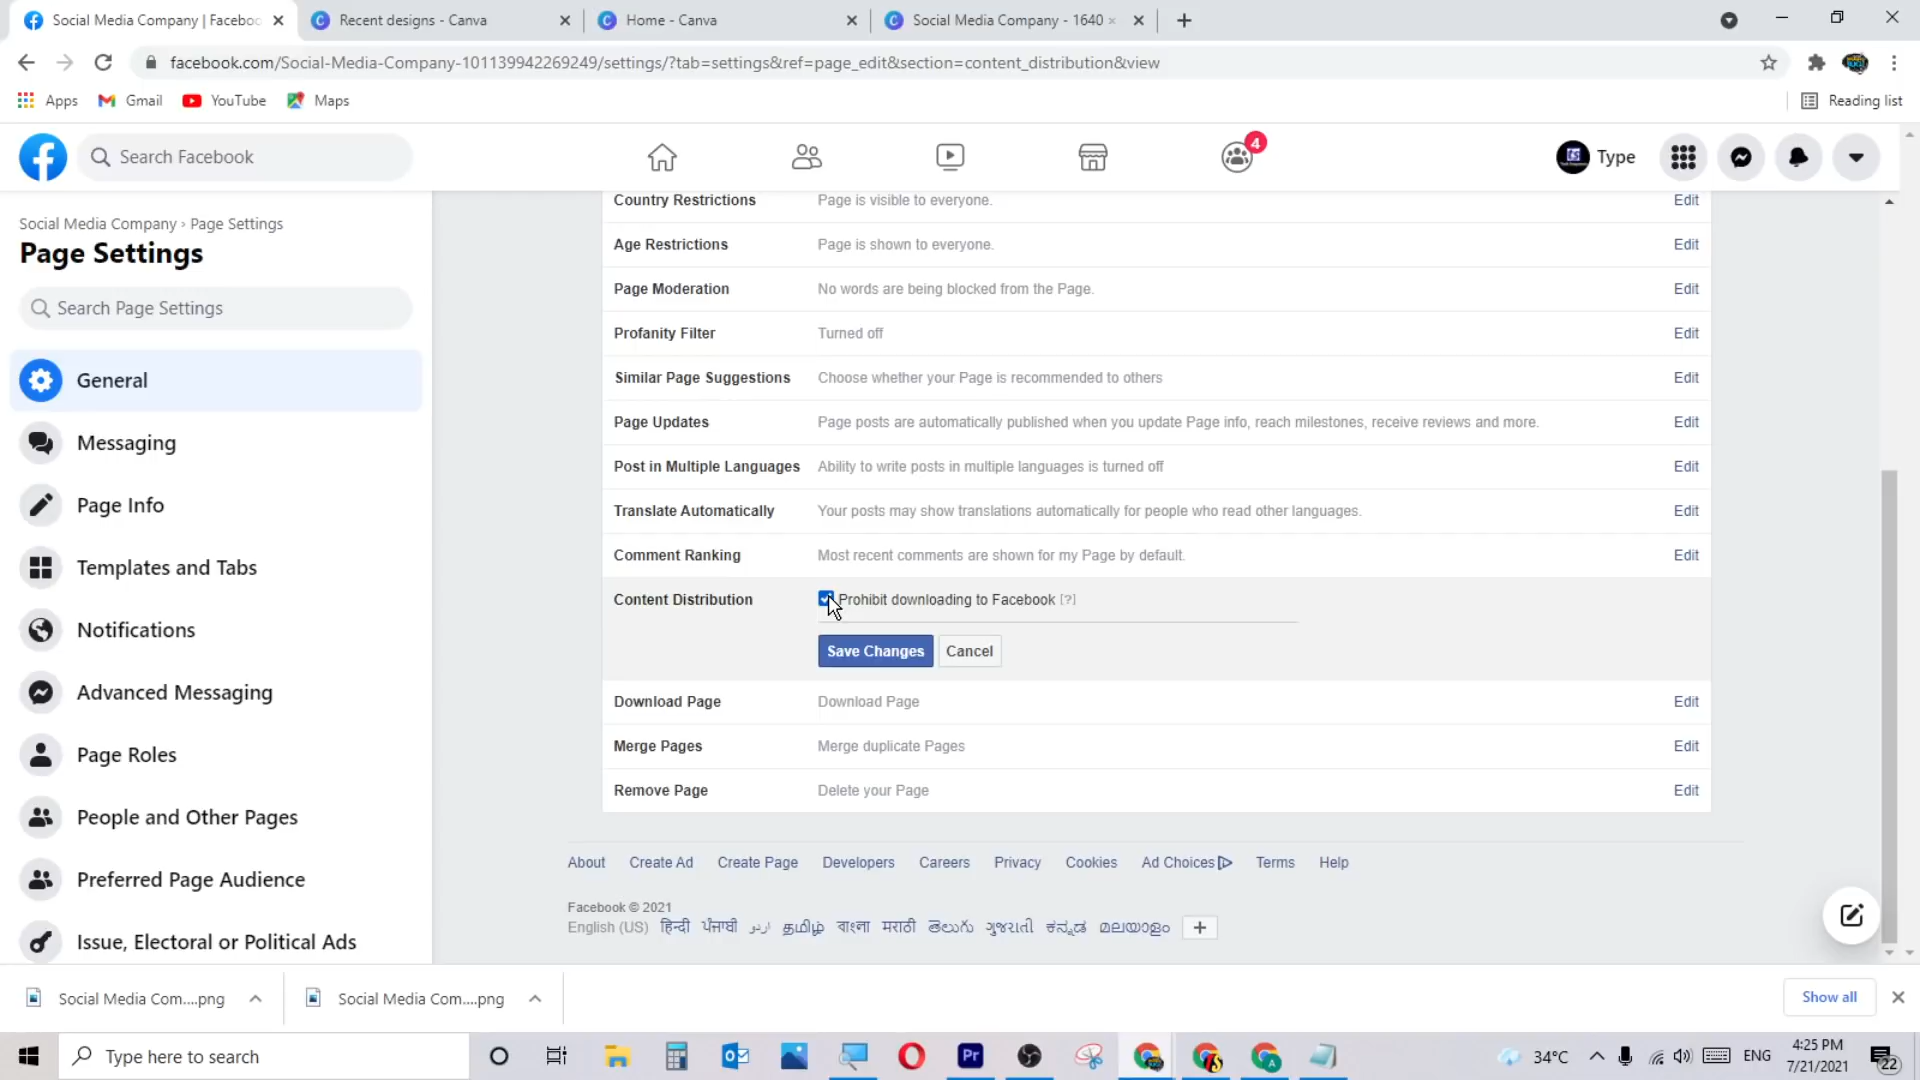 Social Media Company | Faceboo
Recent designs - Canva
Home - Canva
Social Media Company - 1640
facebook.com/Social-Media-Company-101139942269249/settings/?tab=settings&ref=page_edit&section=content_distribution&view
Apps
Gmail
YouTube
Maps
Reading list
Search Facebook
4
Type
Social Media Company › Page Settings
Page Settings
Search Page Settings
General
Messaging
Page Info
Templates and Tabs
Notifications
Advanced Messaging
Page Roles
People and Other Pages
Preferred Page Audience
Issue, Electoral or Political Ads
Country Restrictions Page is visible to everyone. Edit
Age Restrictions Page is shown to everyone. Edit
Page Moderation No words are being blocked from the Page. Edit
Profanity Filter Turned off Edit
Similar Page Suggestions Choose whether your Page is recommended to others Edit
Page Updates Page posts are automatically published when you update Page info, reach milestones, receive reviews and more. Edit
Post in Multiple Languages Ability to write posts in multiple languages is turned off Edit
Translate Automatically Your posts may show translations automatically for people who read other languages. Edit
Comment Ranking Most recent comments are shown for my Page by default. Edit
Content Distribution Prohibit downloading to Facebook [?]
Save Changes Cancel
Download Page Download Page Edit
Merge Pages Merge duplicate Pages Edit
Remove Page Delete your Page Edit
About Create Ad Create Page Developers Careers Privacy Cookies Ad Choices Terms Help
Facebook © 2021
English (US) हिन्दी ਪੰਜਾਬੀ اردو தமிழ் বাংলা मराठी తెలుగు ગુજરાતી ಕನ್ನಡ മലയാളം +
Social Media Com....png
Social Media Com....png
Show all
Type here to search
Pr
34°C
ENG
4:25 PM
7/21/2021
22